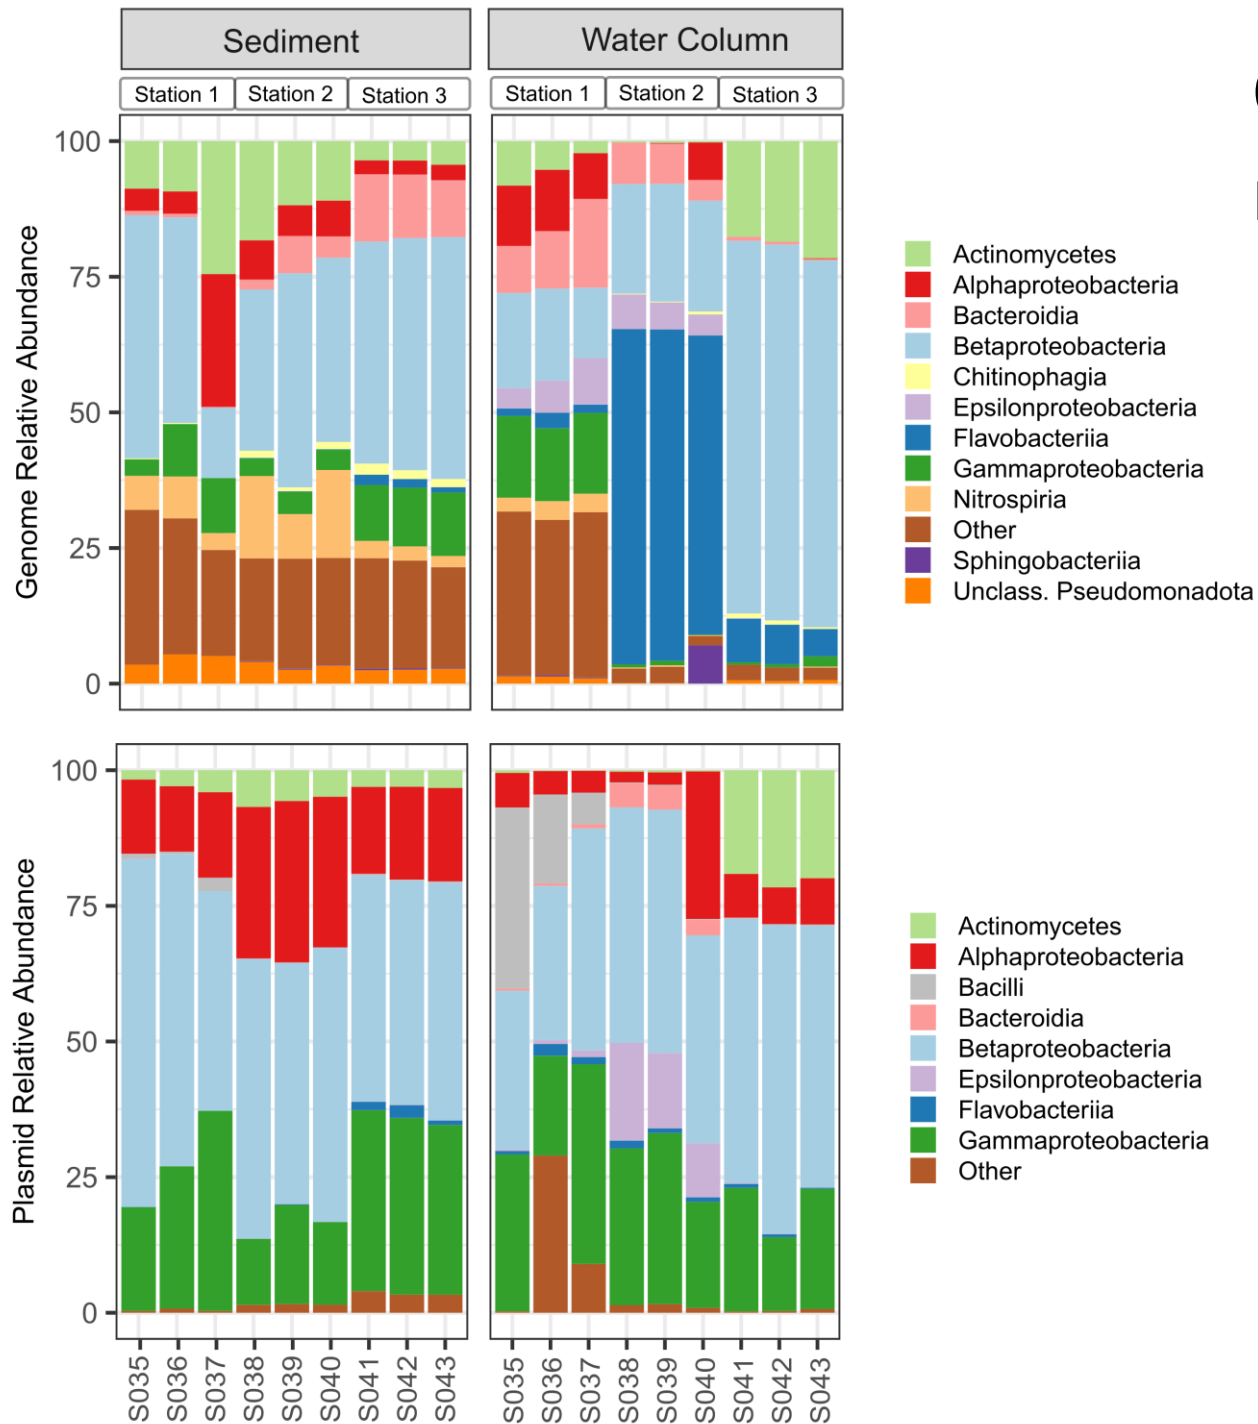 Sediment
Water Column
Station 1
Station 2
Station 3
Station 1
Station 2
Station 3
Genome Relative Abundance
100
75
50
25
0
Actinomycetes
Alphaproteobacteria
Bacteroidia
Betaproteobacteria
Chitinophagia
Epsilonproteobacteria
Flavobacteriia
Gammaproteobacteria
Nitrospiria
Other
Sphingobacteriia
Unclass. Pseudomonadota
Plasmid Relative Abundance
100
75
50
25
0
Actinomycetes
Alphaproteobacteria
Bacilli
Bacteroidia
Betaproteobacteria
Epsilonproteobacteria
Flavobacteriia
Gammaproteobacteria
Other
S035
S036
S037
S038
S039
S040
S041
S042
S043
S035
S036
S037
S038
S039
S040
S041
S042
S043